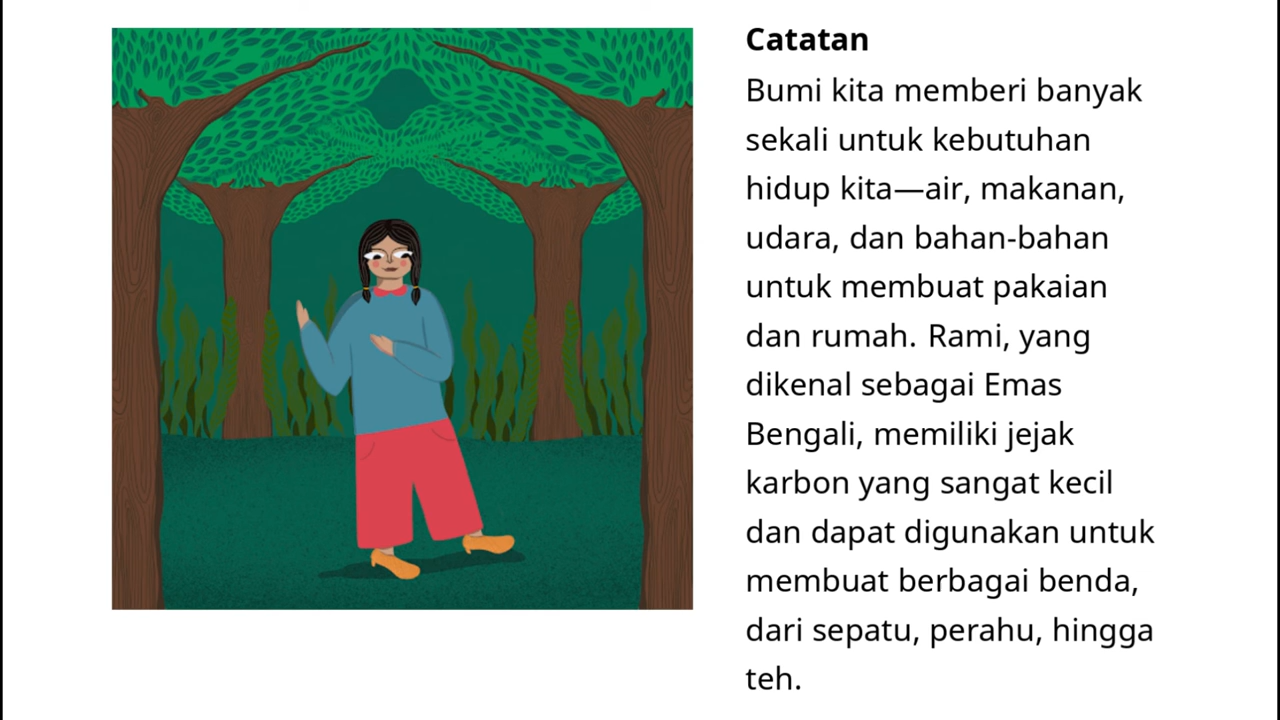 Catatan
Bumi kita memberi banyak
sekali untuk kebutuhan
hidup kita—air, makanan,
udara, dan bahan-bahan
untuk membuat pakaian
dan rumah. Rami, yang
dikenal sebagai Emas
Bengali, memiliki jejak
karbon yang sangat kecil
dan dapat digunakan untuk
membuat berbagai benda,
dari sepatu, perahu, hingga
teh.